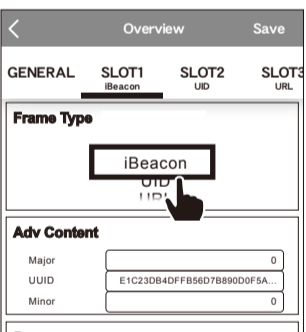 Overview Save
GENERAL SLOT1 SLOT2 SLOT3
iBeacon UID URL
Frame Type
iBeacon
UID
URL
Adv Content
Major 0
UUID E1C23DB4DFFB56D7B890D0F5A...
Minor 0